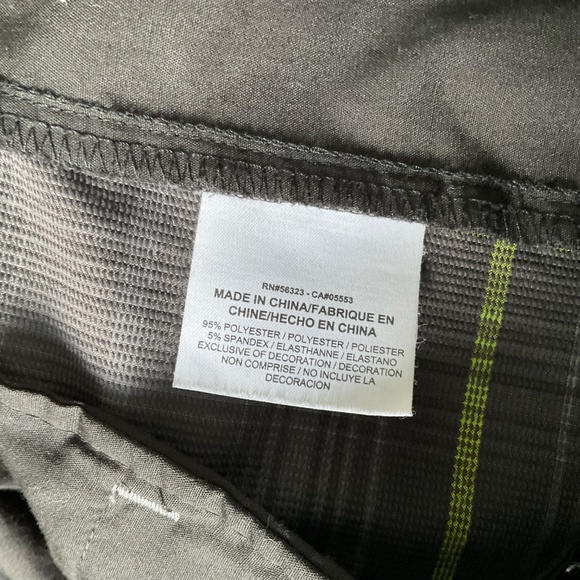 RN#56323 - CA#05553
MADE IN CHINA/FABRIQUE EN
CHINE/HECHO EN CHINA
95% POLYESTER / POLYESTER / POLIESTER
5% SPANDEX / ELASTHANNE / ELASTANO
EXCLUSIVE OF DECORATION / DECORATION
NON COMPRISE / NO INCLUYE LA
DECORACION